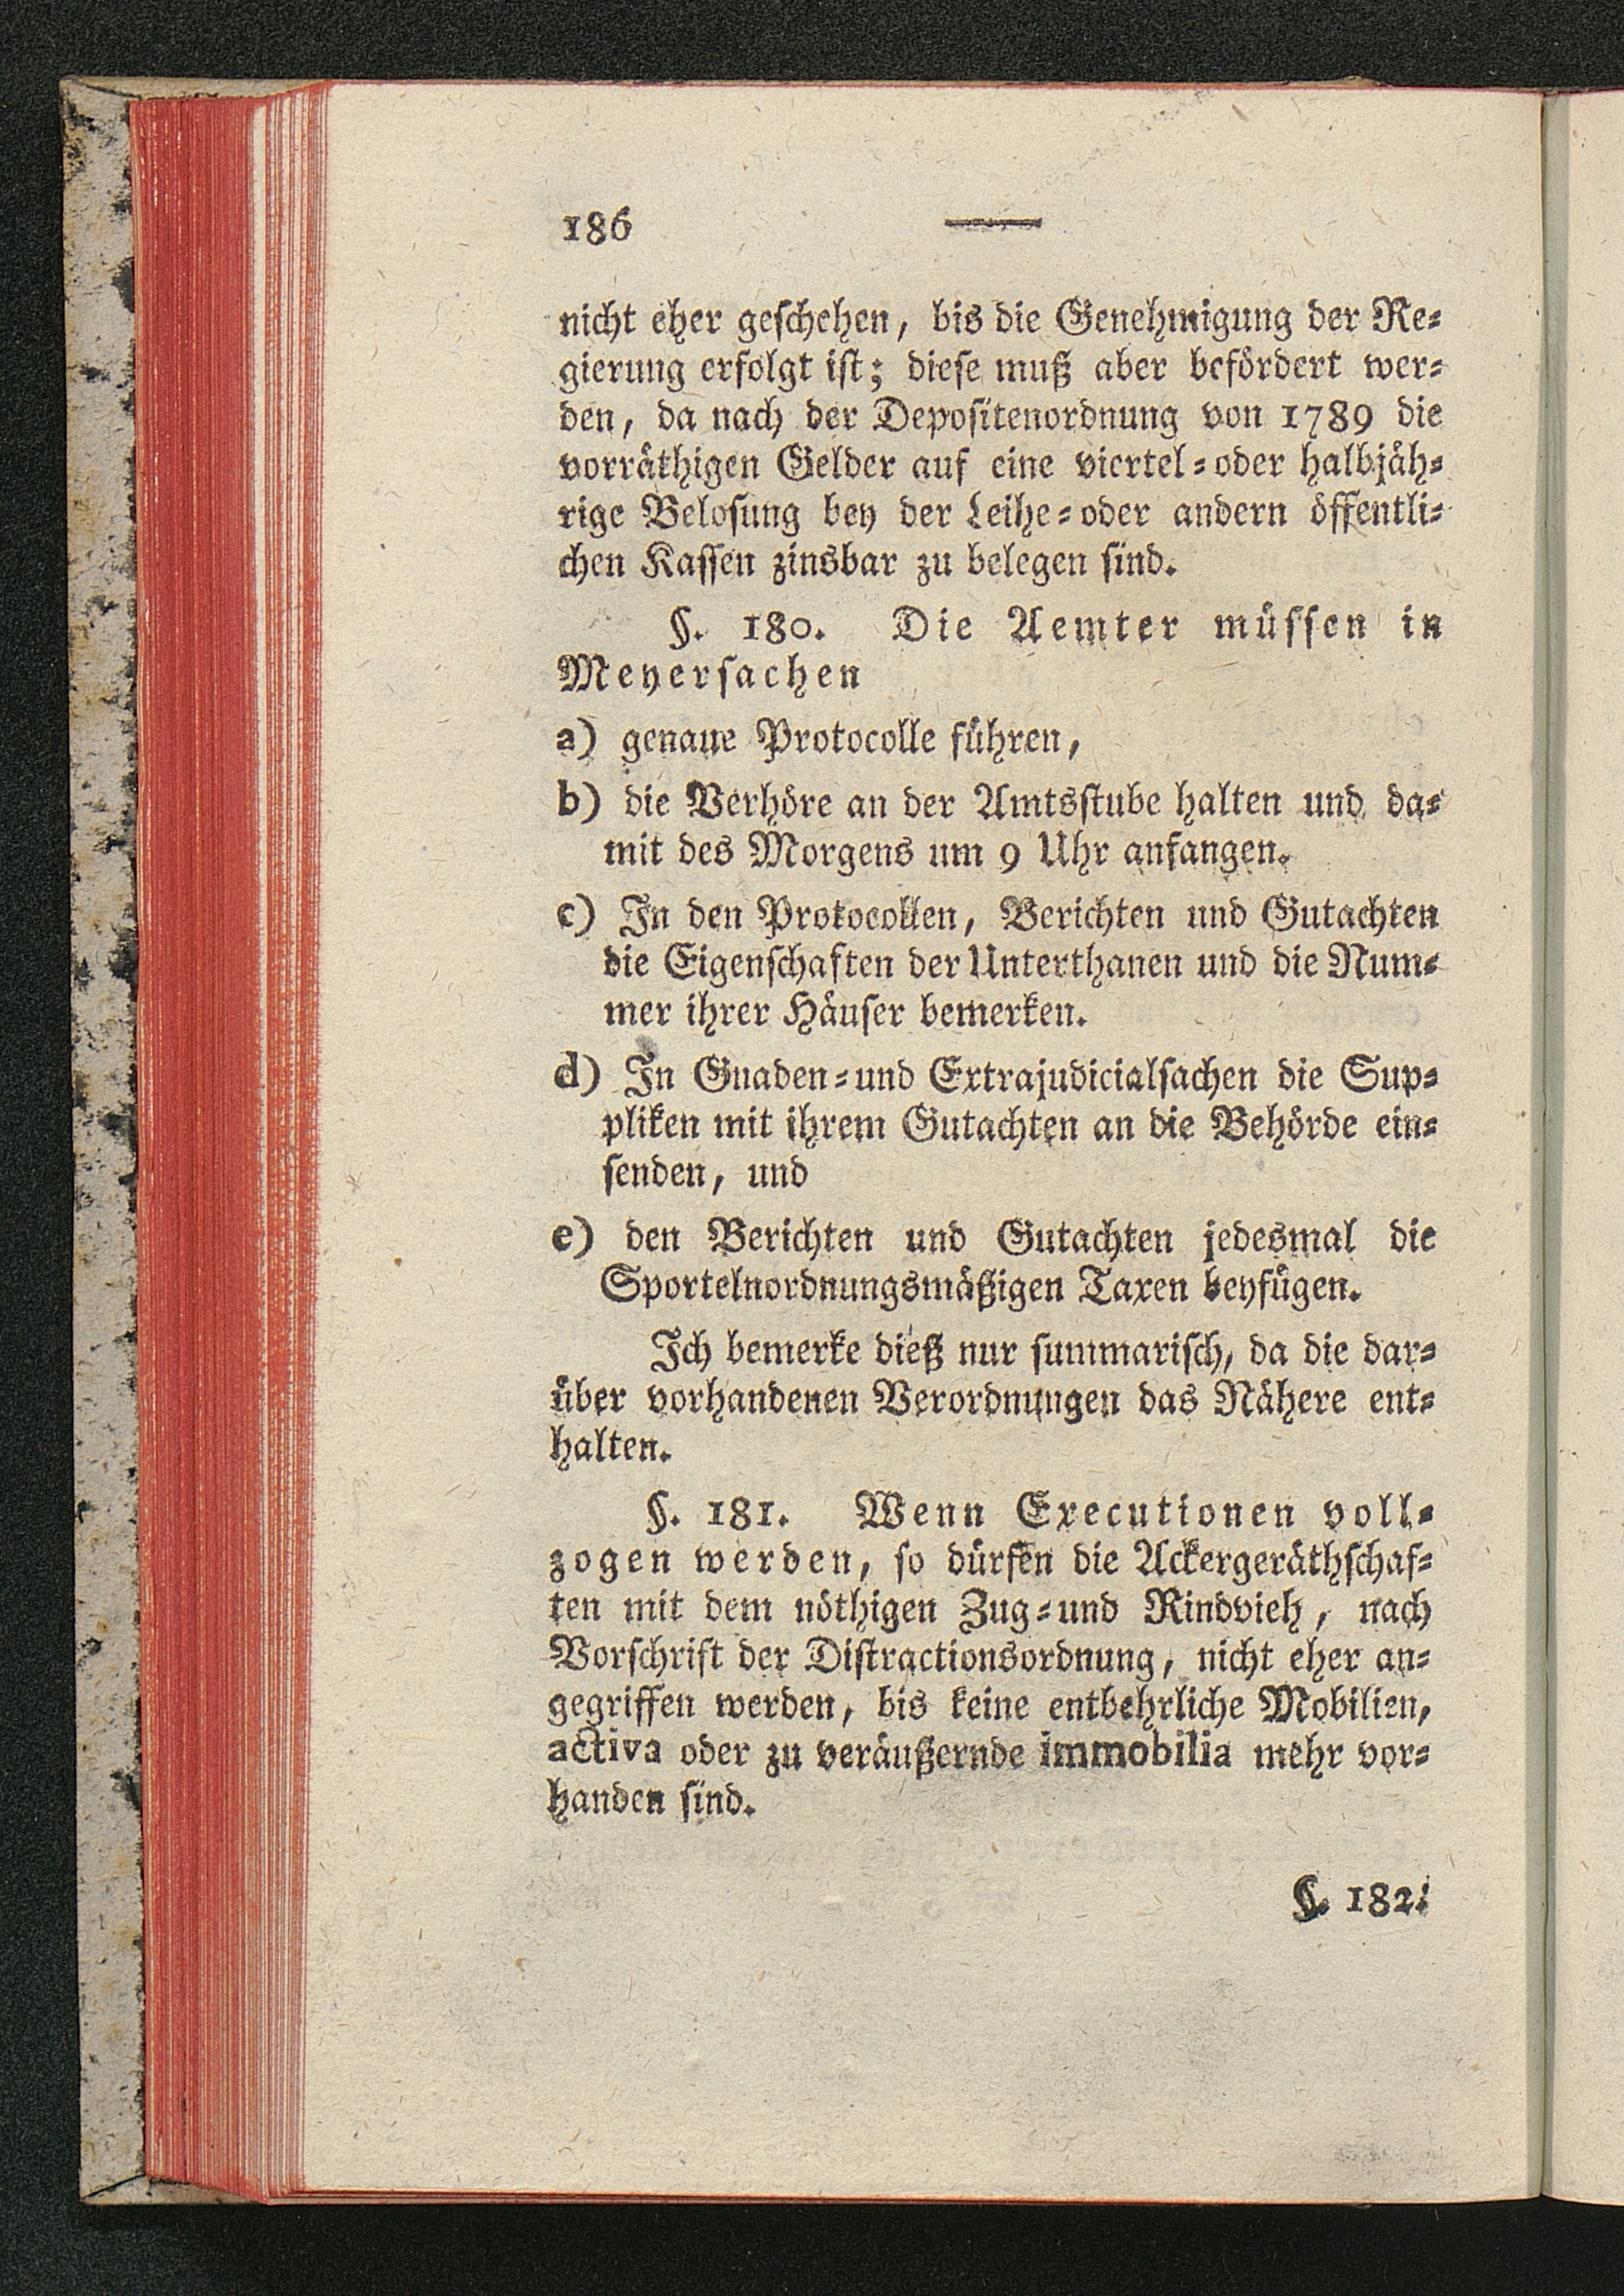 186
nicht eher geschehen, bis die Genehmigung der Re-
gierung erfolgt ist; diese muß aber befördert wer-
den, da nach der Depositenordnung von 1789 die
vorräthigen Gelder auf eine viertel-oder halbjäh-
rige Belosung bey der Leihe-oder andern öffentli-
chen Kassen zinsbar zu belegen sind.
§. 180. Die Aemter müssen in
Meyersachen
a) genaue Protocolle führen,
b) die Verhöre an der Amtsstube halten und da-
mit des Morgens um 9 Uhr anfangen.
c) In den Protocollen, Berichten und Gutachten
die Eigenschaften der Unterthanen und die Num-
mer ihrer Häuser bemerken.
d) In Gnaden-und Extrajudicialsachen die Sup-
pliken mit ihrem Gutachten an die Behörde ein-
senden, und
e) den Berichten und Gutachten jedesmal die
Sportelnordnungsmäßigen Taxen beyfügen.
Ich bemerke dieß nur summarisch, da die dar-
über vorhandenen Verordnungen das Nähere ent-
halten.
§. 181. Wenn Executionen voll-
zogen werden, so dürfen die Ackergeräthschaf-
ten mit dem nöthigen Zug-und Rindvieh, nach
Vorschrift der Distractionsordnung, nicht eher an-
gegriffen werden, bis keine entbehrliche Mobilien,
activa oder zu veräußernde immobilia mehr vor-
handen sind.
§. 182.